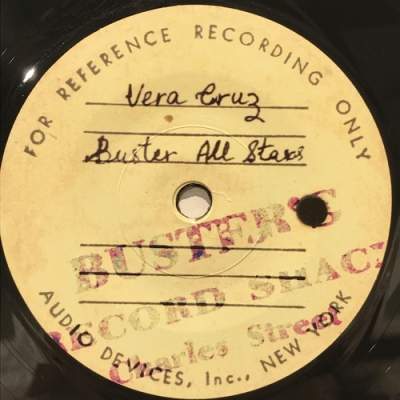 FOR REFERENCE RECORDING ONLY
Vera Cruz
Buster All Stars
BUSTER'S
RECORD SHACK
Charles Street
AUDIO DEVICES, Inc., NEW YORK